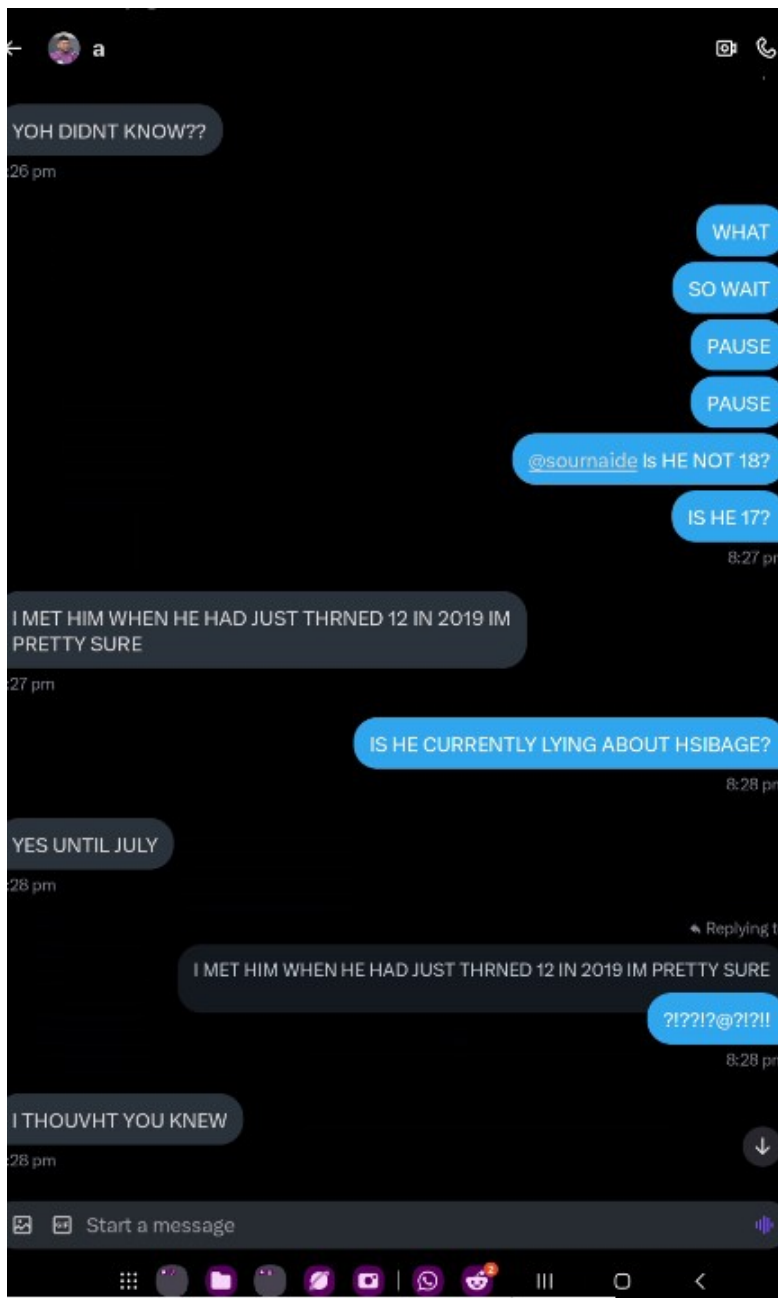 a
YOH DIDNT KNOW??
:26 pm
WHAT
SO WAIT
PAUSE
PAUSE
@sournaide Is HE NOT 18?
IS HE 17?
8:27 pm
I MET HIM WHEN HE HAD JUST THRNED 12 IN 2019 IM
PRETTY SURE
:27 pm
IS HE CURRENTLY LYING ABOUT HSIBAGE?
8:28 pm
YES UNTIL JULY
:28 pm
Replying t
I MET HIM WHEN HE HAD JUST THRNED 12 IN 2019 IM PRETTY SURE
?!??!?@?!?!!
8:28 pm
I THOUVHT YOU KNEW
:28 pm
GIF Start a message
2